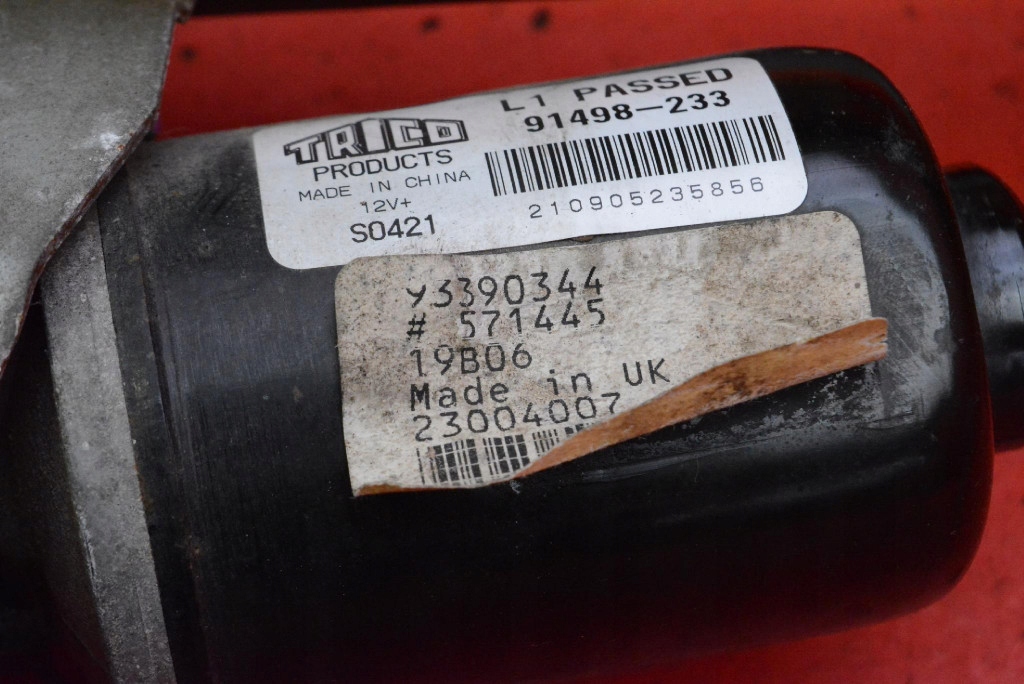 TRICO
PRODUCTS
MADE IN CHINA
12V+
S0421
L1 PASSED
91498-233
210905235856
y3390344
# 571445
19B06
Made in UK
23004007